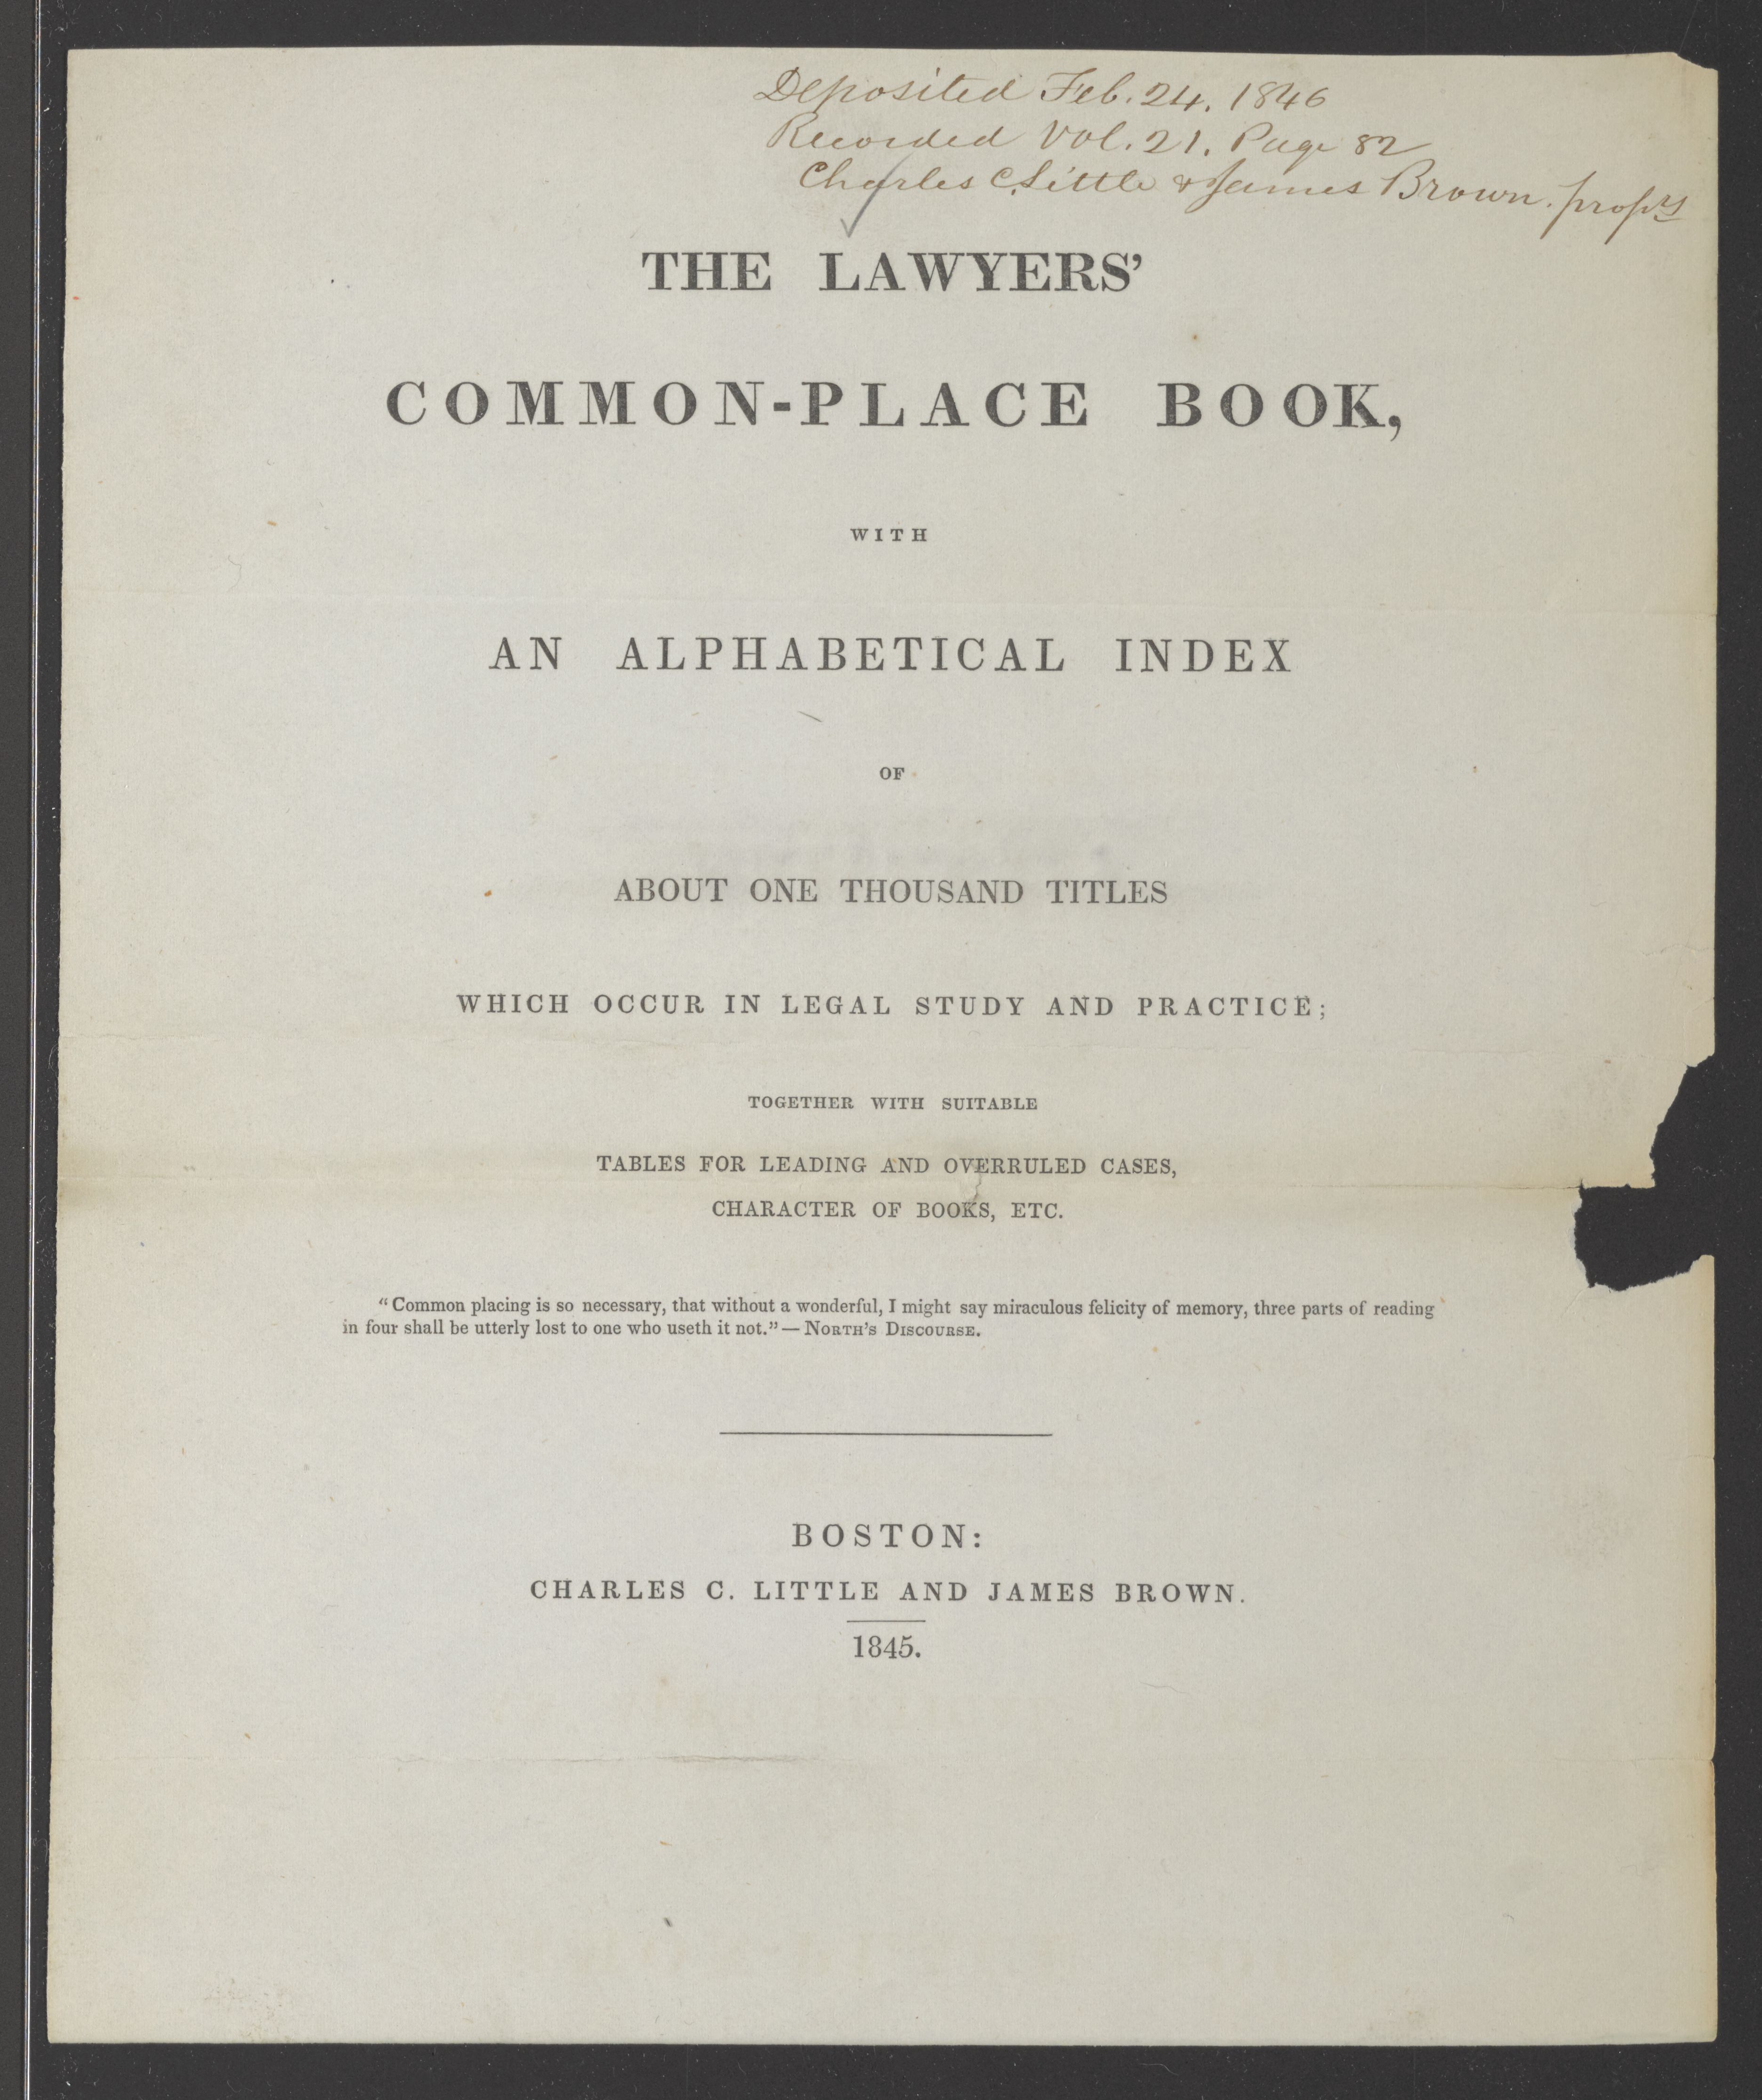 Deposited Feb. 24. 1846
Recorded Vol. 21. Page 82
Charles C. Little & James Brown. proprs
THE LAWYERS'
COMMON-PLACE BOOK,
WITH
AN ALPHABETICAL INDEX
OF
ABOUT ONE THOUSAND TITLES
WHICH OCCUR IN LEGAL STUDY AND PRACTICE;
TOGETHER WITH SUITABLE
TABLES FOR LEADING AND OVERRULED CASES,
CHARACTER OF BOOKS, ETC.
“Common placing is so necessary, that without a wonderful, I might say miraculous felicity of memory, three parts of reading
in four shall be utterly lost to one who useth it not.” — NORTH'S DISCOURSE.
BOSTON:
CHARLES C. LITTLE AND JAMES BROWN.
1845.